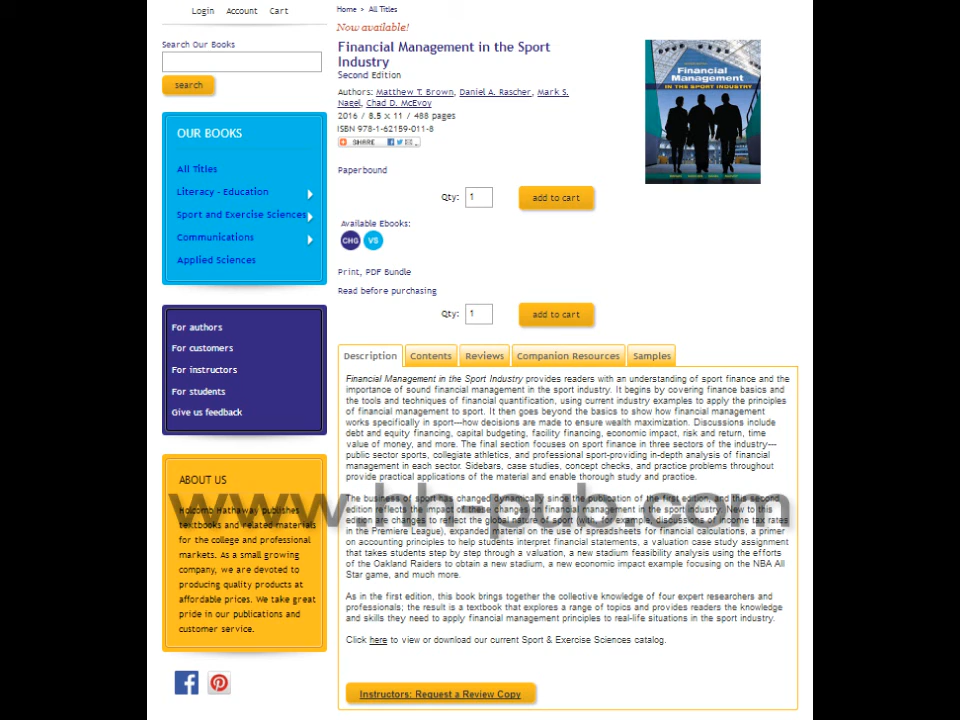 Login Account Cart
Search Our Books
search
OUR BOOKS
All Titles
Literacy - Education
Sport and Exercise Sciences
Communications
Applied Sciences
For authors
For customers
For instructors
For students
Give us feedback
ABOUT US
Holcomb Hathaway publishes
textbooks and related materials
for the college and professional
markets. As a small growing
company, we are devoted to
producing quality products at
affordable prices. We take great
pride in our publications and
customer service.
Home > All Titles
Now available!
Financial Management in the Sport
Industry
Second Edition
Authors: Matthew T. Brown, Daniel A. Rascher, Mark S.
Nagel, Chad D. McEvoy
2016 / 8.5 x 11 / 488 pages
ISBN 978-1-62159-011-8
SHARE
Financial
Management
IN THE SPORT INDUSTRY
Paperbound
Qty: 1 add to cart
Available Ebooks:
CHG VS
Print, PDF Bundle
Read before purchasing
Qty: 1 add to cart
Description Contents Reviews Companion Resources Samples
Financial Management in the Sport Industry provides readers with an understanding of sport finance and the
importance of sound financial management in the sport industry. It begins by covering finance basics and
the tools and techniques of financial quantification, using current industry examples to apply the principles
of financial management to sport. It then goes beyond the basics to show how financial management
works specifically in sport---how decisions are made to ensure wealth maximization. Discussions include
debt and equity financing, capital budgeting, facility financing, economic impact, risk and return, time
value of money, and more. The final section focuses on sport finance in three sectors of the industry---
public sector sports, collegiate athletics, and professional sport-providing in-depth analysis of financial
management in each sector. Sidebars, case studies, concept checks, and practice problems throughout
provide practical applications of the material and enable thorough study and practice.
The business of sport has changed dynamically since the publication of the first edition, and this second
edition reflects the impact of these changes on financial management in the sport industry. New to this
edition are changes to reflect the global nature of sport (with, for example, discussions of income tax rates
in the Premiere League), expanded material on the use of spreadsheets for financial calculations, a primer
on accounting principles to help students interpret financial statements, a valuation case study assignment
that takes students step by step through a valuation, a new stadium feasibility analysis using the efforts
of the Oakland Raiders to obtain a new stadium, a new economic impact example focusing on the NBA All
Star game, and much more.
As in the first edition, this book brings together the collective knowledge of four expert researchers and
professionals; the result is a textbook that explores a range of topics and provides readers the knowledge
and skills they need to apply financial management principles to real-life situations in the sport industry.
Click here to view or download our current Sport & Exercise Sciences catalog.
Instructors: Request a Review Copy
www.hh-pub.com